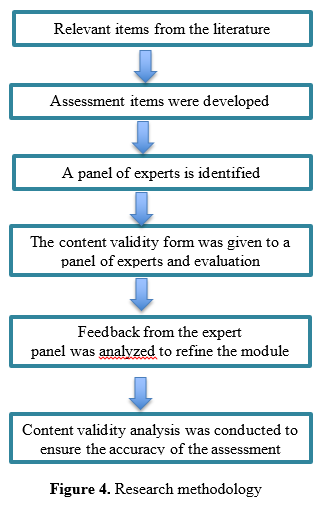 Relevant items from the literature
Assessment items were developed
A panel of experts is identified
The content validity form was given to a
panel of experts and evaluation
Feedback from the expert
panel was analyzed to refine the module
Content validity analysis was conducted to
ensure the accuracy of the assessment
Figure 4. Research methodology